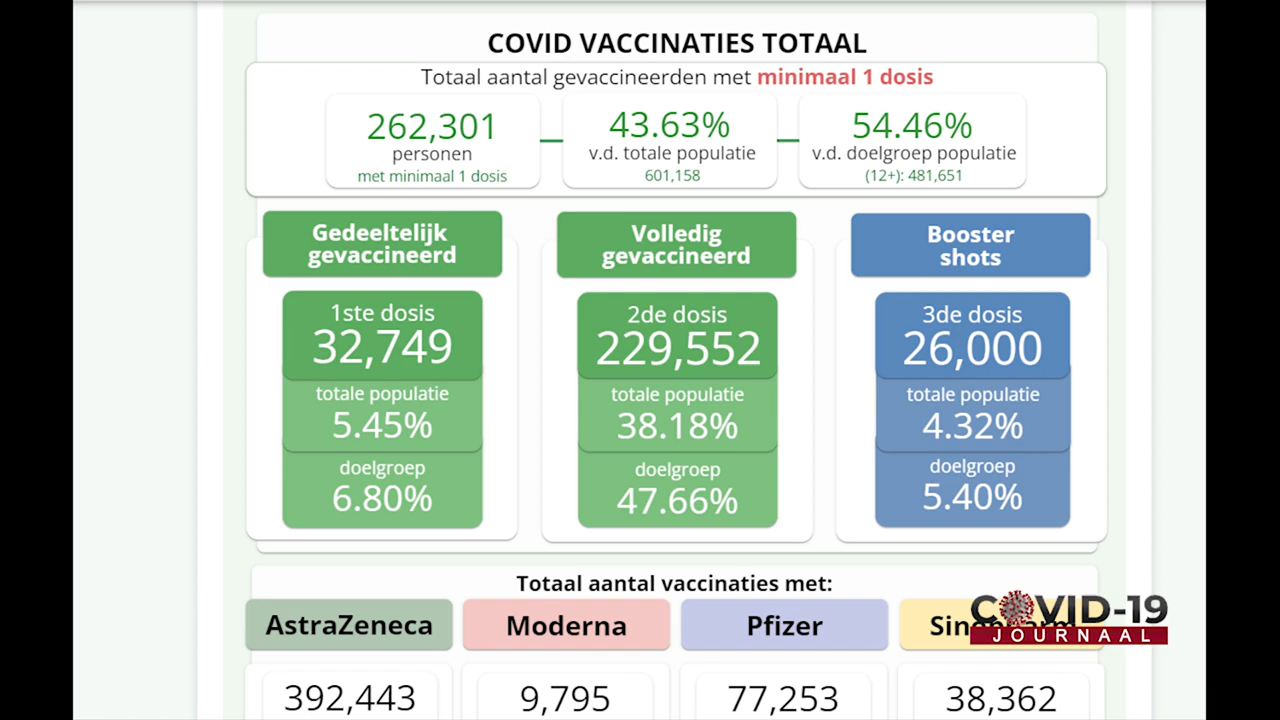 COVID VACCINATIES TOTAAL
Totaal aantal gevaccineerden met minimaal 1 dosis
262,301
personen
met minimaal 1 dosis
43.63%
v.d. totale populatie
601,158
54.46%
v.d. doelgroep populatie
(12+): 481,651
Gedeeltelijk
gevaccineerd
1ste dosis
32,749
totale populatie
5.45%
doelgroep
6.80%
Volledig
gevaccineerd
2de dosis
229,552
totale populatie
38.18%
doelgroep
47.66%
Booster
shots
3de dosis
26,000
totale populatie
4.32%
doelgroep
5.40%
Totaal aantal vaccinaties met:
AstraZeneca
Moderna
Pfizer
392,443
9,795
77,253
38,362
COVID-19
JOURNAAL